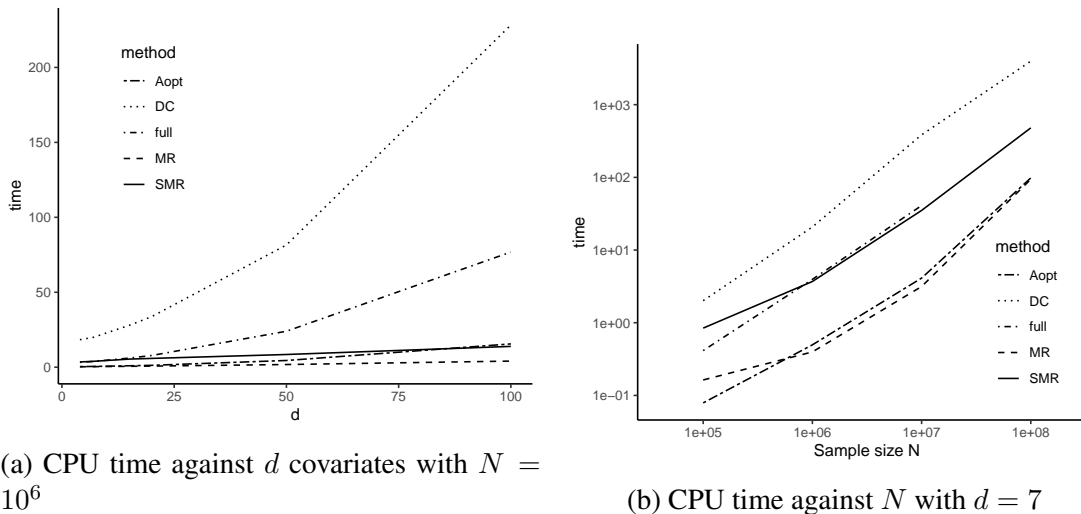 method
Aopt
DC
full
MR
SMR
200
150
100
50
0
time
0
25
50
75
100
d
(a) CPU time against d covariates with N =
10^6
1e+03
1e+02
1e+01
1e+00
1e−01
time
method
Aopt
DC
full
MR
SMR
1e+05
1e+06
1e+07
1e+08
Sample size N
(b) CPU time against N with d = 7